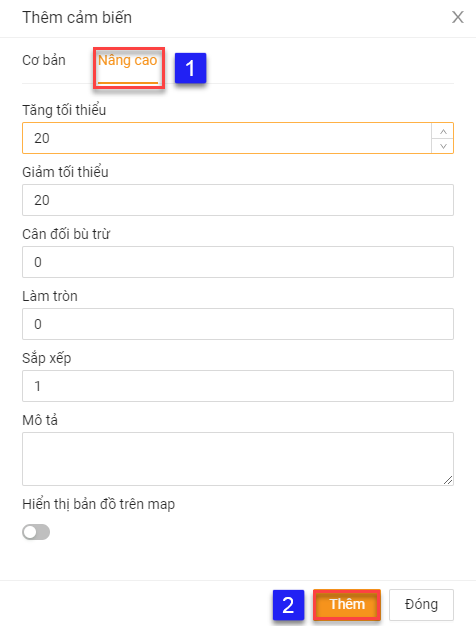 Thêm cảm biến
Cơ bản Nâng cao 1
Tăng tối thiểu
20
Giảm tối thiểu
20
Cân đối bù trừ
0
Làm tròn
0
Sắp xếp
1
Mô tả
Hiển thị bản đồ trên map
2 Thêm Đóng